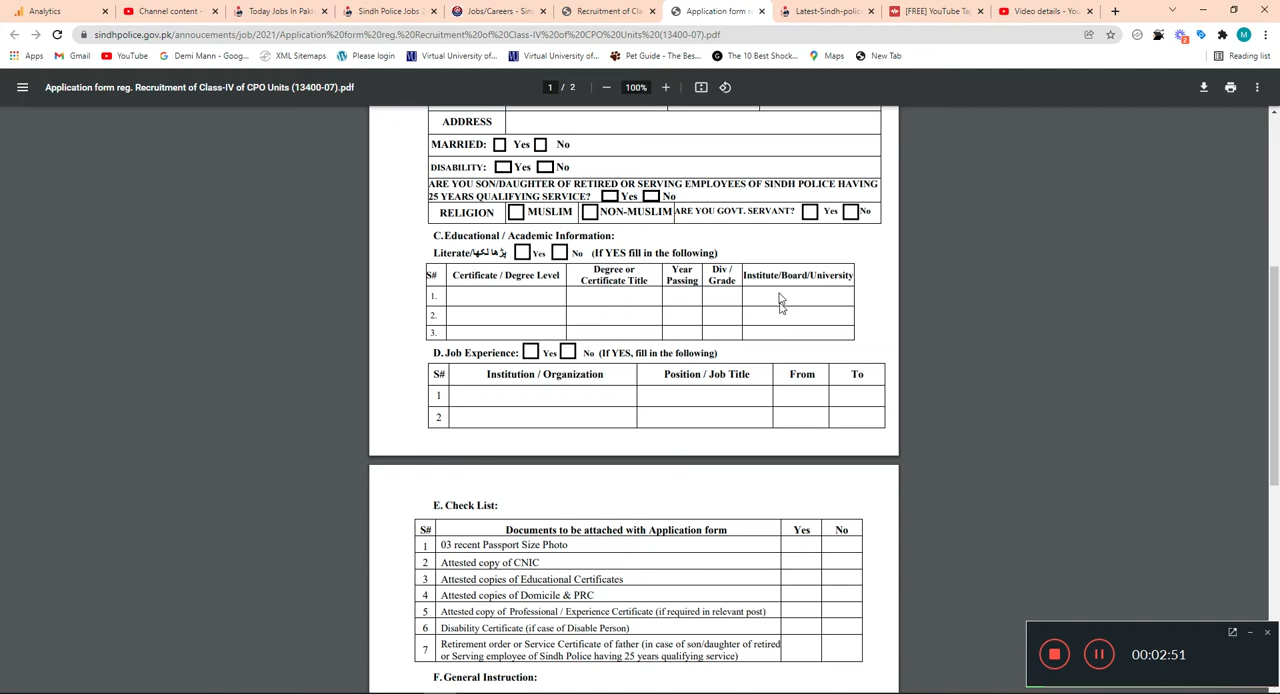 Analytics
Channel content -
Today Jobs In Paki
Sindh Police Jobs 2
Jobs/Careers - Sin
Recruitment of Cla
Application form r
Latest-Sindh-polic
[FREE] YouTube Ta
Video details - You
sindhpolice.gov.pk/annoucements/job/2021/Application%20form%20reg.%20Recruitment%20of%20Class-IV%20of%20CPO%20Units%20(13400-07).pdf
M
Apps
Gmail
YouTube
Demi Mann - Goog...
XML Sitemaps
Please login
Virtual University of...
Virtual University of...
Pet Guide - The Bes...
The 10 Best Shock...
Maps
New Tab
Reading list
Application form reg. Recruitment of Class-IV of CPO Units (13400-07).pdf
1 / 2
100%
ADDRESS
MARRIED: Yes No
DISABILITY: Yes No
ARE YOU SON/DAUGHTER OF RETIRED OR SERVING EMPLOYEES OF SINDH POLICE HAVING
25 YEARS QUALIFYING SERVICE? Yes No
RELIGION MUSLIM NON-MUSLIM ARE YOU GOVT. SERVANT? Yes No
C.Educational / Academic Information:
Literate/پڑھا لکھا Yes No (If YES fill in the following)
S# Certificate / Degree Level Degree or Certificate Title Year Passing Div / Grade Institute/Board/University
1.
2.
3.
D.Job Experience: Yes No (If YES, fill in the following)
S# Institution / Organization Position / Job Title From To
1
2
E. Check List:
S# Documents to be attached with Application form Yes No
1 03 recent Passport Size Photo
2 Attested copy of CNIC
3 Attested copies of Educational Certificates
4 Attested copies of Domicile & PRC
5 Attested copy of Professional / Experience Certificate (if required in relevant post)
6 Disability Certificate (if case of Disable Person)
7 Retirement order or Service Certificate of father (in case of son/daughter of retired
or Serving employee of Sindh Police having 25 years qualifying service)
F.General Instruction:
00:02:51